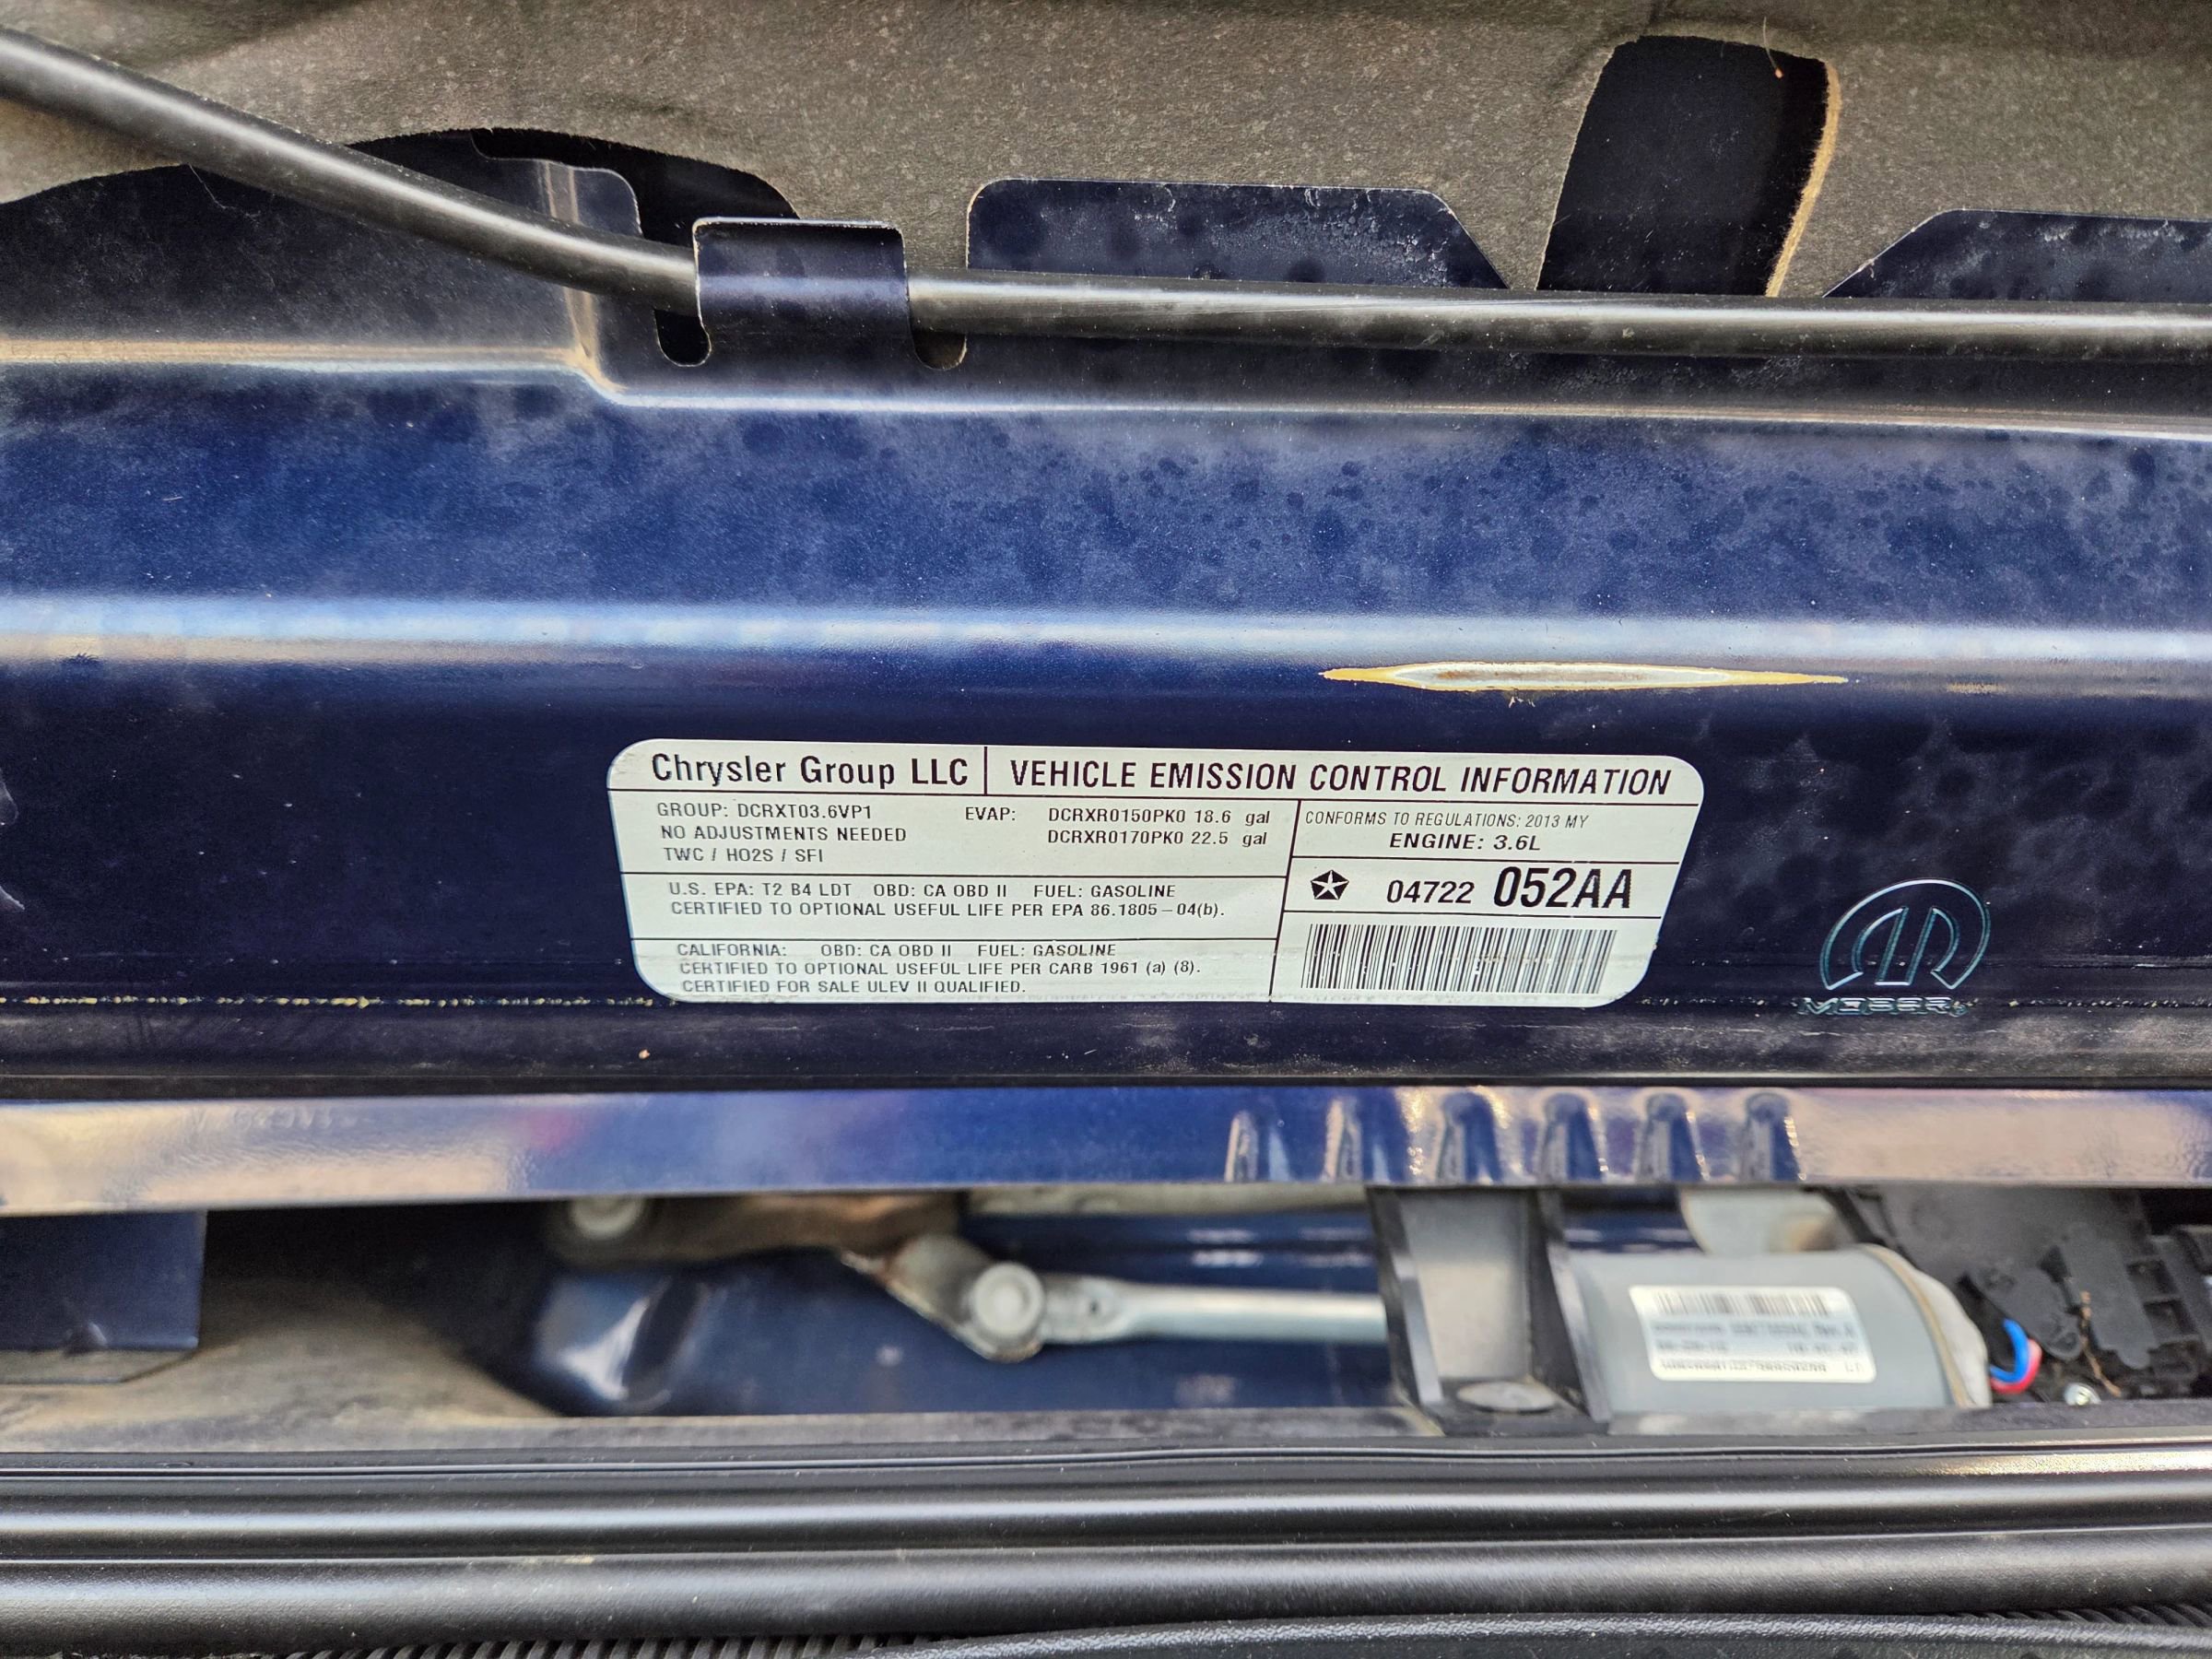 Chrysler Group LLC
VEHICLE EMISSION CONTROL INFORMATION
GROUP: DCRXT03.6VP1
NO ADJUSTMENTS NEEDED
TWC / HO2S / SFI
EVAP: DCRXR0150PK0 18.6 gal
DCRXR0170PK0 22.5 gal
CONFORMS TO REGULATIONS: 2013 MY
ENGINE: 3.6L
U.S. EPA: T2 B4 LDT OBD: CA OBD II FUEL: GASOLINE
CERTIFIED TO OPTIONAL USEFUL LIFE PER EPA 86.1805-04(b).
04722 052AA
CALIFORNIA: OBD: CA OBD II FUEL: GASOLINE
CERTIFIED TO OPTIONAL USEFUL LIFE PER CARB 1961 (a) (8).
CERTIFIED FOR SALE ULEV II QUALIFIED.
MOPAR